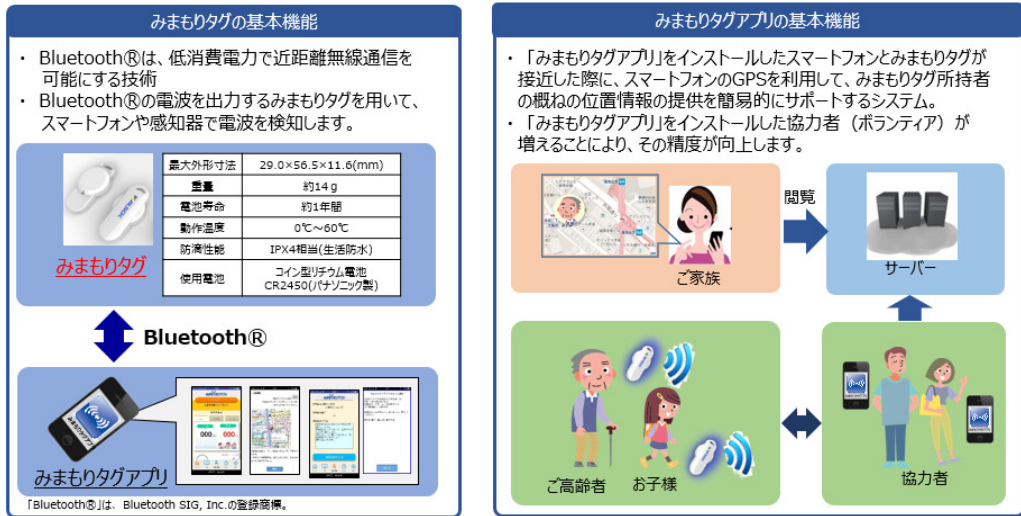 みまもりタグの基本機能
・ Bluetooth®は、低消費電力で近距離無線通信を
可能にする技術
・ Bluetooth®の電波を出力するみまもりタグを用いて、
スマートフォンや感知器で電波を検知します。
みまもりタグ
最大外形寸法 29.0×56.5×11.6(mm)
重量 約14g
電池寿命 約1年間
動作温度 0℃～60℃
防滴性能 IPX4相当(生活防水)
使用電池 コイン型リチウム電池
CR2450(パナソニック製)
Bluetooth®
みまもりタグアプリ
「Bluetooth®」は、Bluetooth SIG, Inc.の登録商標。
みまもりタグアプリの基本機能
・ 「みまもりタグアプリ」をインストールしたスマートフォンとみまもりタグが
接近した際に、スマートフォンのGPSを利用して、みまもりタグ所持者
の概ねの位置情報の提供を簡易的にサポートするシステム。
・ 「みまもりタグアプリ」をインストールした協力者（ボランティア）が
増えることにより、その精度が向上します。
ご家族
閲覧
サーバー
ご高齢者
お子様
協力者